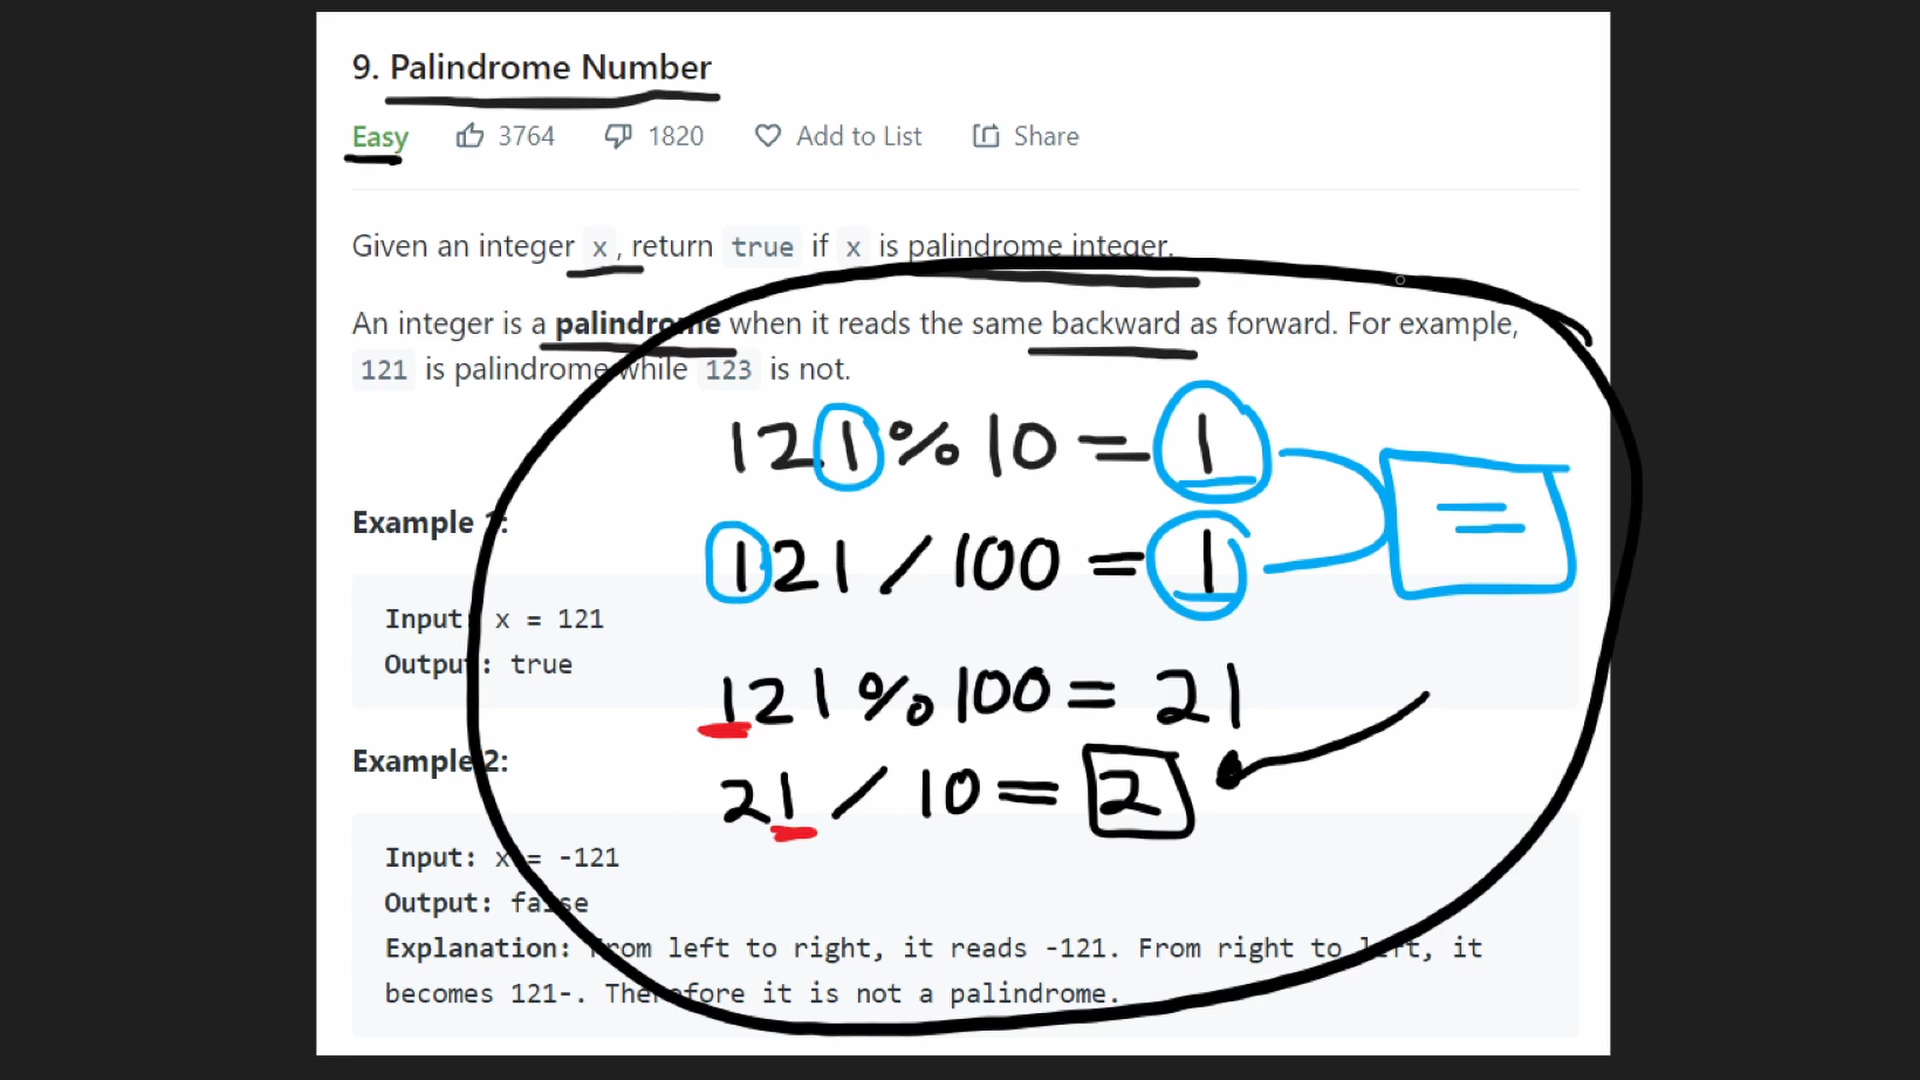 9. Palindrome Number
Easy 3764 1820 Add to List Share
Given an integer x, return true if x is palindrome integer.
An integer is a palindrome when it reads the same backward as forward. For example,
121 is palindrome while 123 is not.
121 % 10 = 1
=
Example 1:
121 / 100 = 1
Input: x = 121
Output: true
121 % 100 = 21
Example 2:
21 / 10 = 2
Input: x = -121
Output: false
Explanation: From left to right, it reads -121. From right to left, it
becomes 121-. Therefore it is not a palindrome.